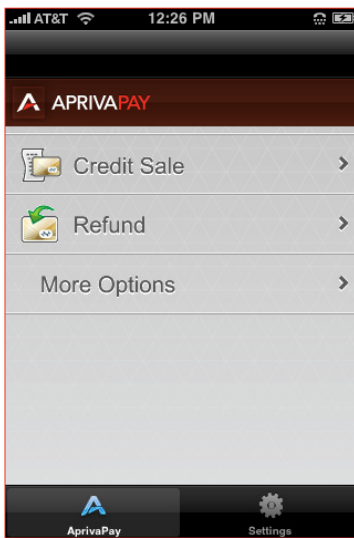 AT&T 12:26 PM
APRIVAPAY
Credit Sale
Refund
More Options
AprivaPay Settings